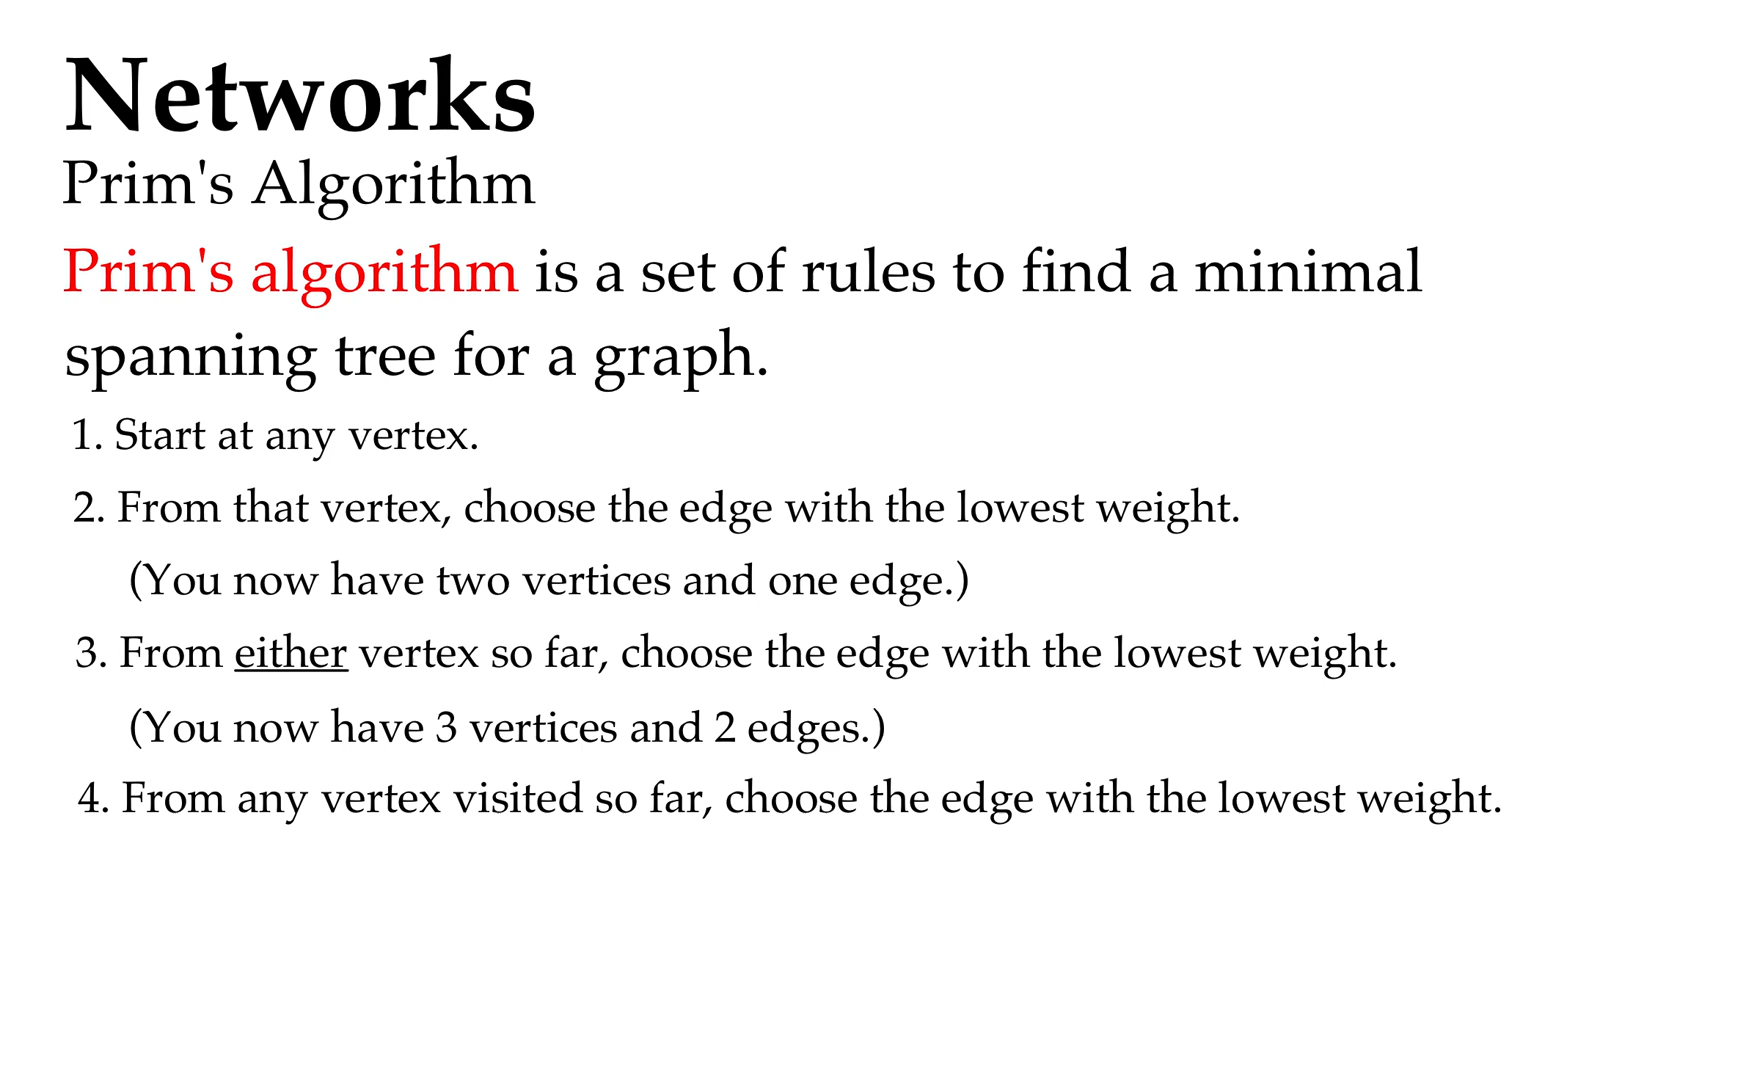 Networks
Prim's Algorithm
Prim's algorithm is a set of rules to find a minimal
spanning tree for a graph.
1. Start at any vertex.
2. From that vertex, choose the edge with the lowest weight.
(You now have two vertices and one edge.)
3. From either vertex so far, choose the edge with the lowest weight.
(You now have 3 vertices and 2 edges.)
4. From any vertex visited so far, choose the edge with the lowest weight.